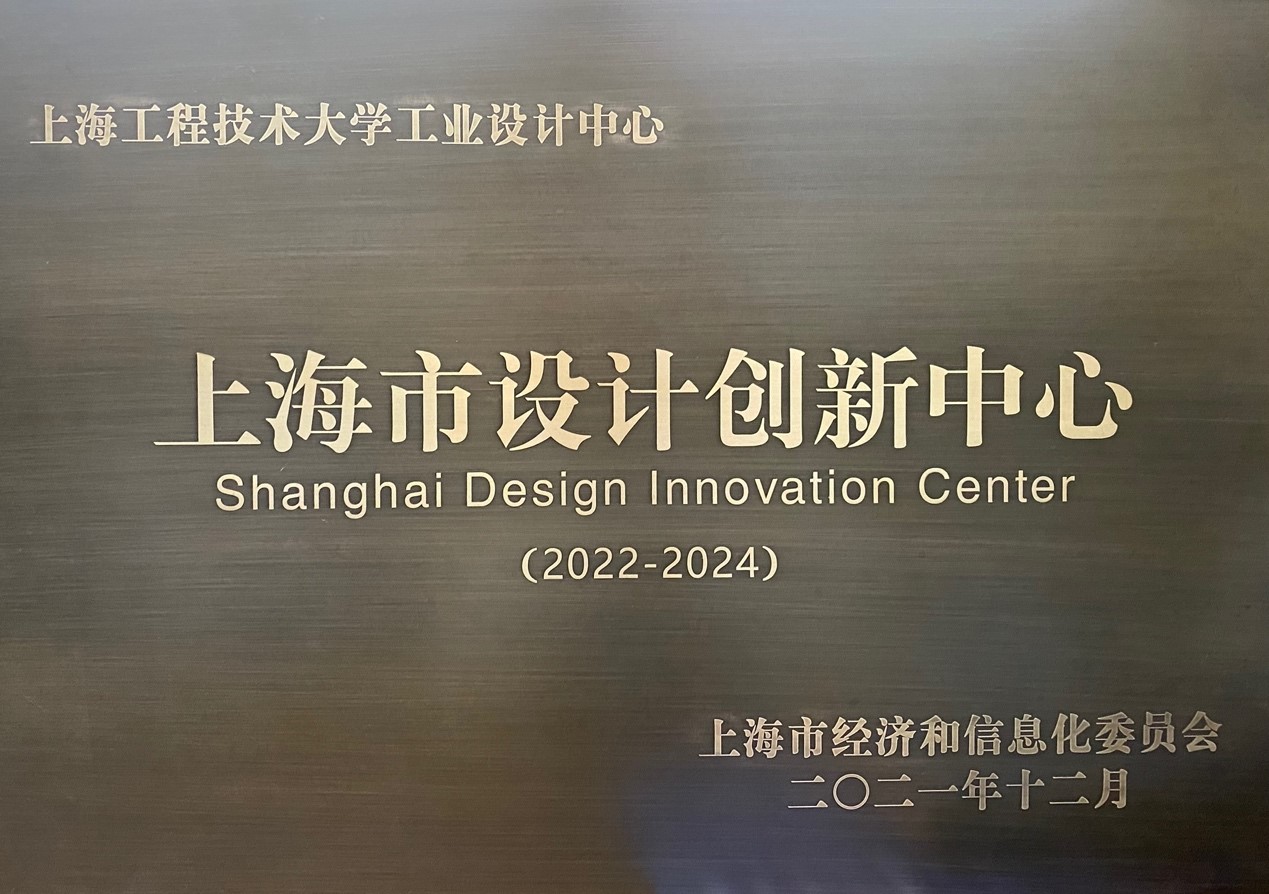 上海工程技术大学工业设计中心
上海市设计创新中心
Shanghai Design Innovation Center
(2022-2024)
上海市经济和信息化委员会
二〇二一年十二月